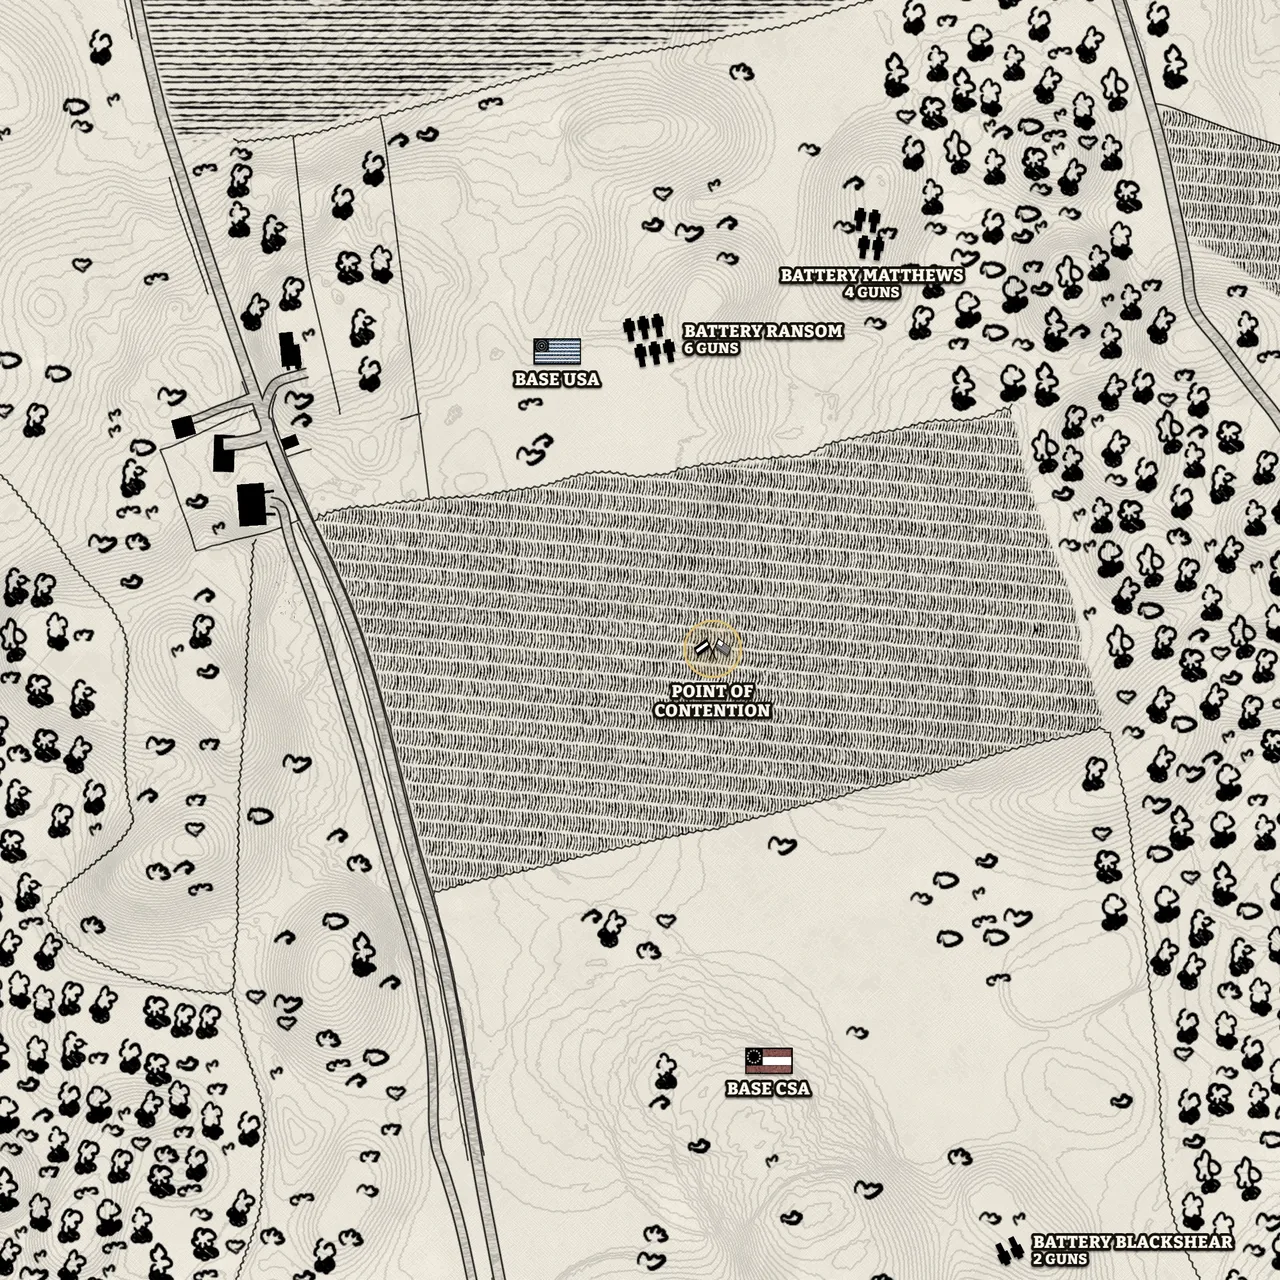 BATTERY MATTHEWS
4 GUNS
BATTERY RANSOM
6 GUNS
BASE USA
POINT OF
CONTENTION
BASE CSA
BATTERY BLACKSHEAR
2 GUNS